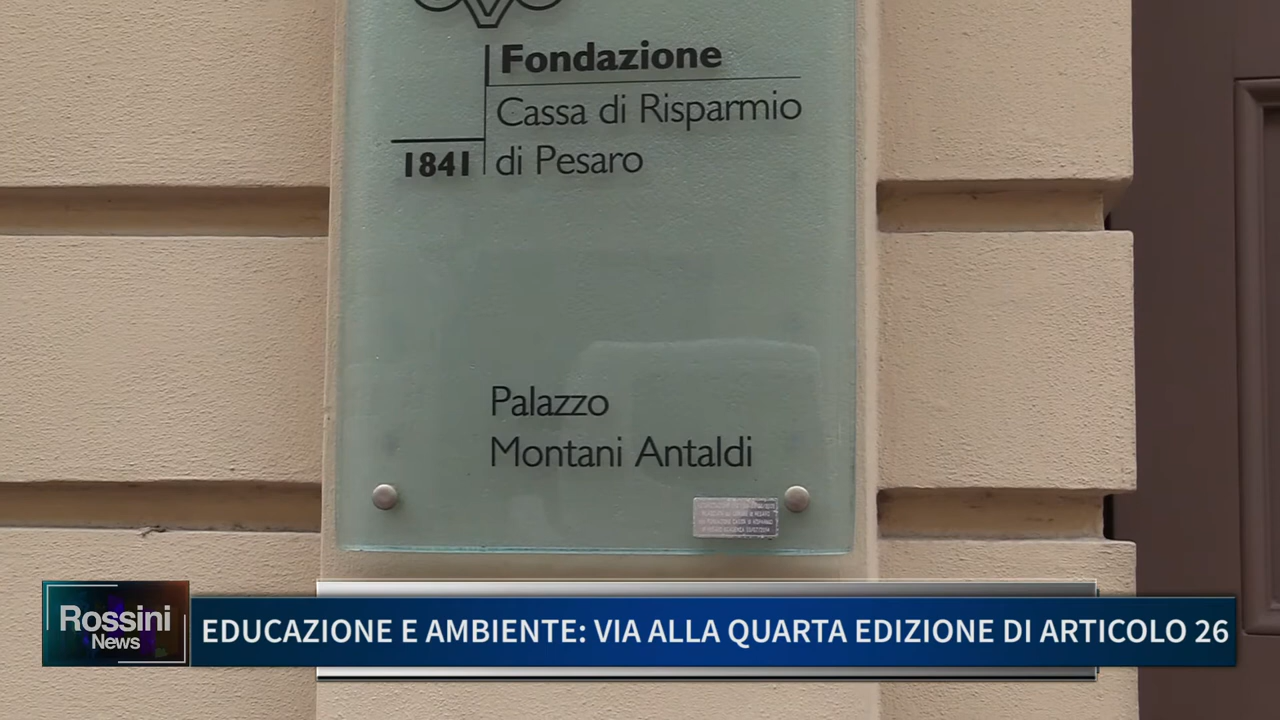 Fondazione
Cassa di Risparmio
1841 di Pesaro
Palazzo
Montani Antaldi
Rossini
News
EDUCAZIONE E AMBIENTE: VIA ALLA QUARTA EDIZIONE DI ARTICOLO 26